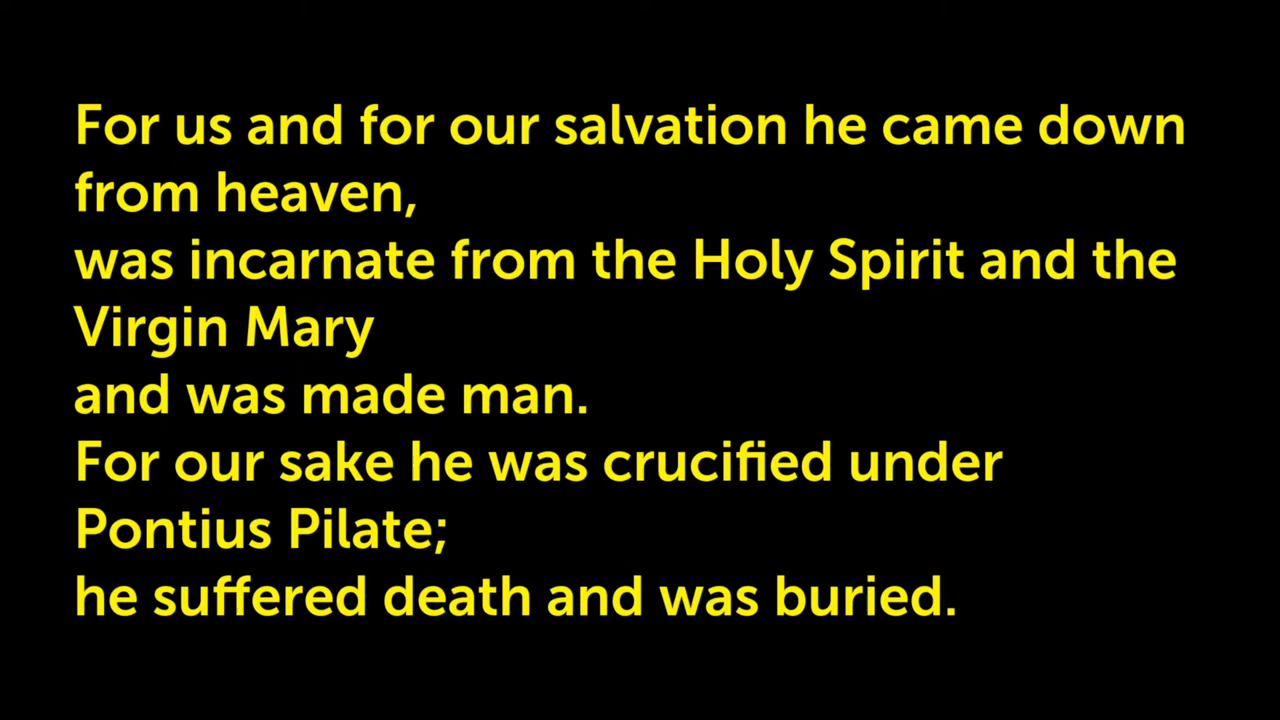 For us and for our salvation he came down
from heaven,
was incarnate from the Holy Spirit and the
Virgin Mary
and was made man.
For our sake he was crucified under
Pontius Pilate;
he suffered death and was buried.